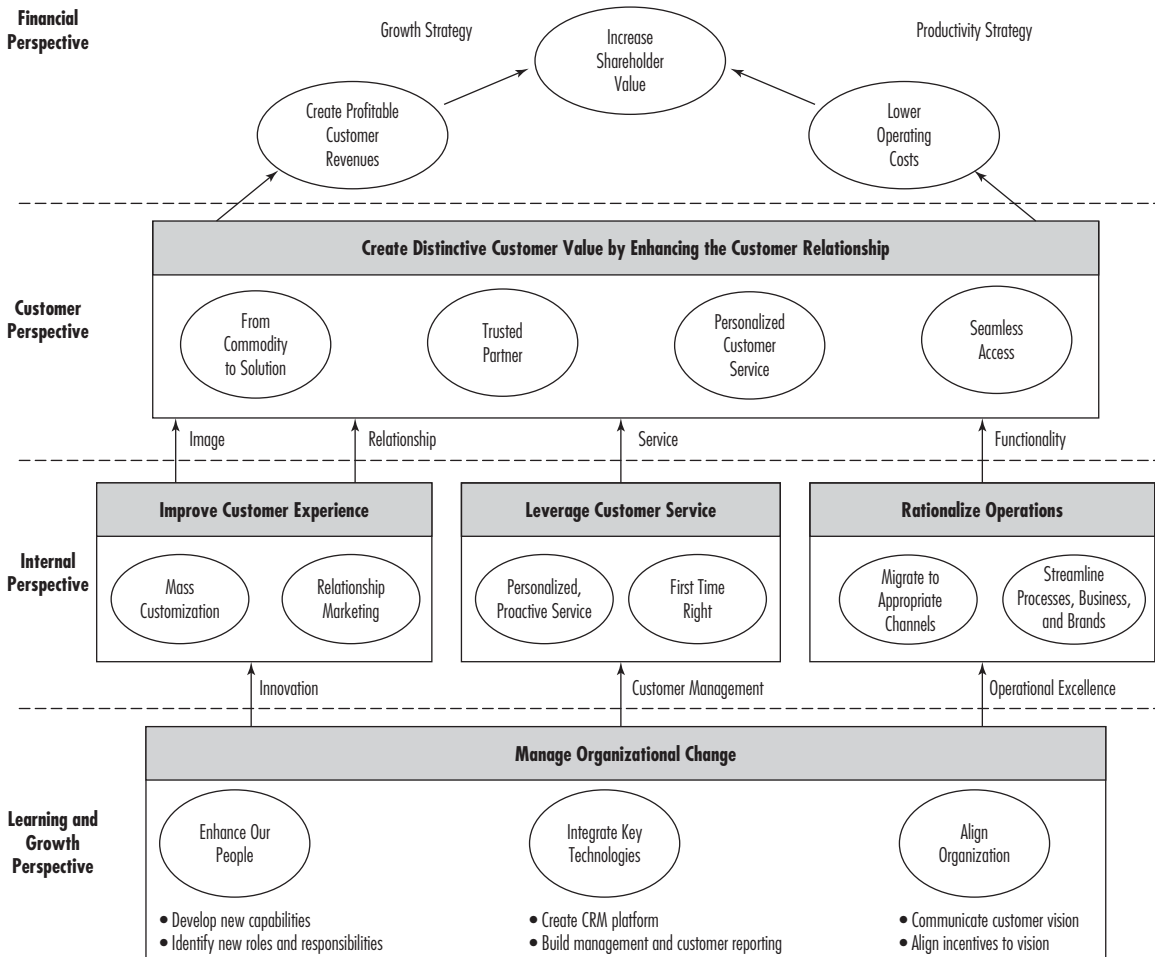 Financial
Perspective
Growth Strategy
Increase
Shareholder
Value
Productivity Strategy
Create Profitable
Customer
Revenues
Lower
Operating
Costs
Create Distinctive Customer Value by Enhancing the Customer Relationship
Customer
Perspective
From
Commodity
to Solution
Trusted
Partner
Personalized
Customer
Service
Seamless
Access
Image
Relationship
Service
Functionality
Improve Customer Experience
Leverage Customer Service
Rationalize Operations
Internal
Perspective
Mass
Customization
Relationship
Marketing
Personalized,
Proactive Service
First Time
Right
Migrate to
Appropriate
Channels
Streamline
Processes, Business,
and Brands
Innovation
Customer Management
Operational Excellence
Manage Organizational Change
Learning and
Growth
Perspective
Enhance Our
People
Integrate Key
Technologies
Align
Organization
• Develop new capabilities
• Identify new roles and responsibilities
• Create CRM platform
• Build management and customer reporting
• Communicate customer vision
• Align incentives to vision